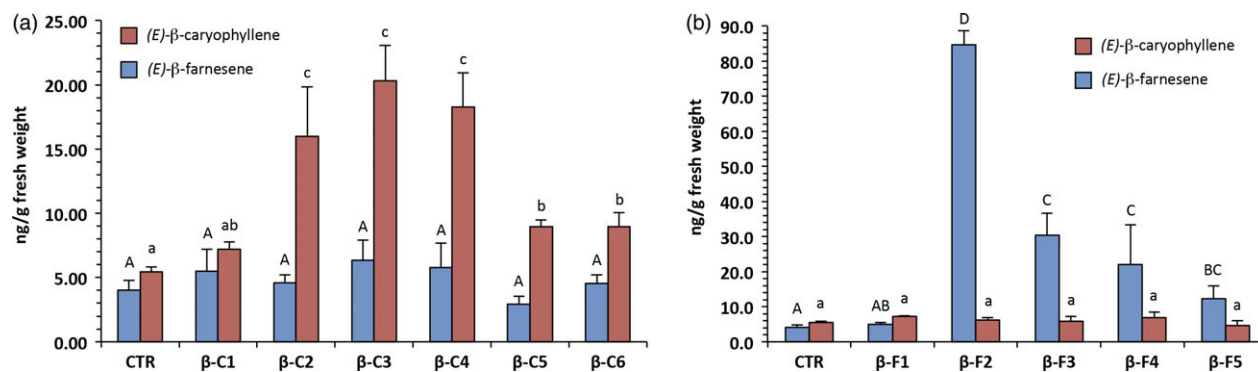 (a)
ng/g fresh weight
25.00
20.00
15.00
10.00
5.00
0.00
(E)-β-caryophyllene
(E)-β-farnesene
A a A ab A c A c A c A b A b
CTR β-C1 β-C2 β-C3 β-C4 β-C5 β-C6
(b)
ng/g fresh weight
90.0
80.0
70.0
60.0
50.0
40.0
30.0
20.0
10.0
0.0
(E)-β-caryophyllene
(E)-β-farnesene
A a AB a D a C a C a BC a
CTR β-F1 β-F2 β-F3 β-F4 β-F5